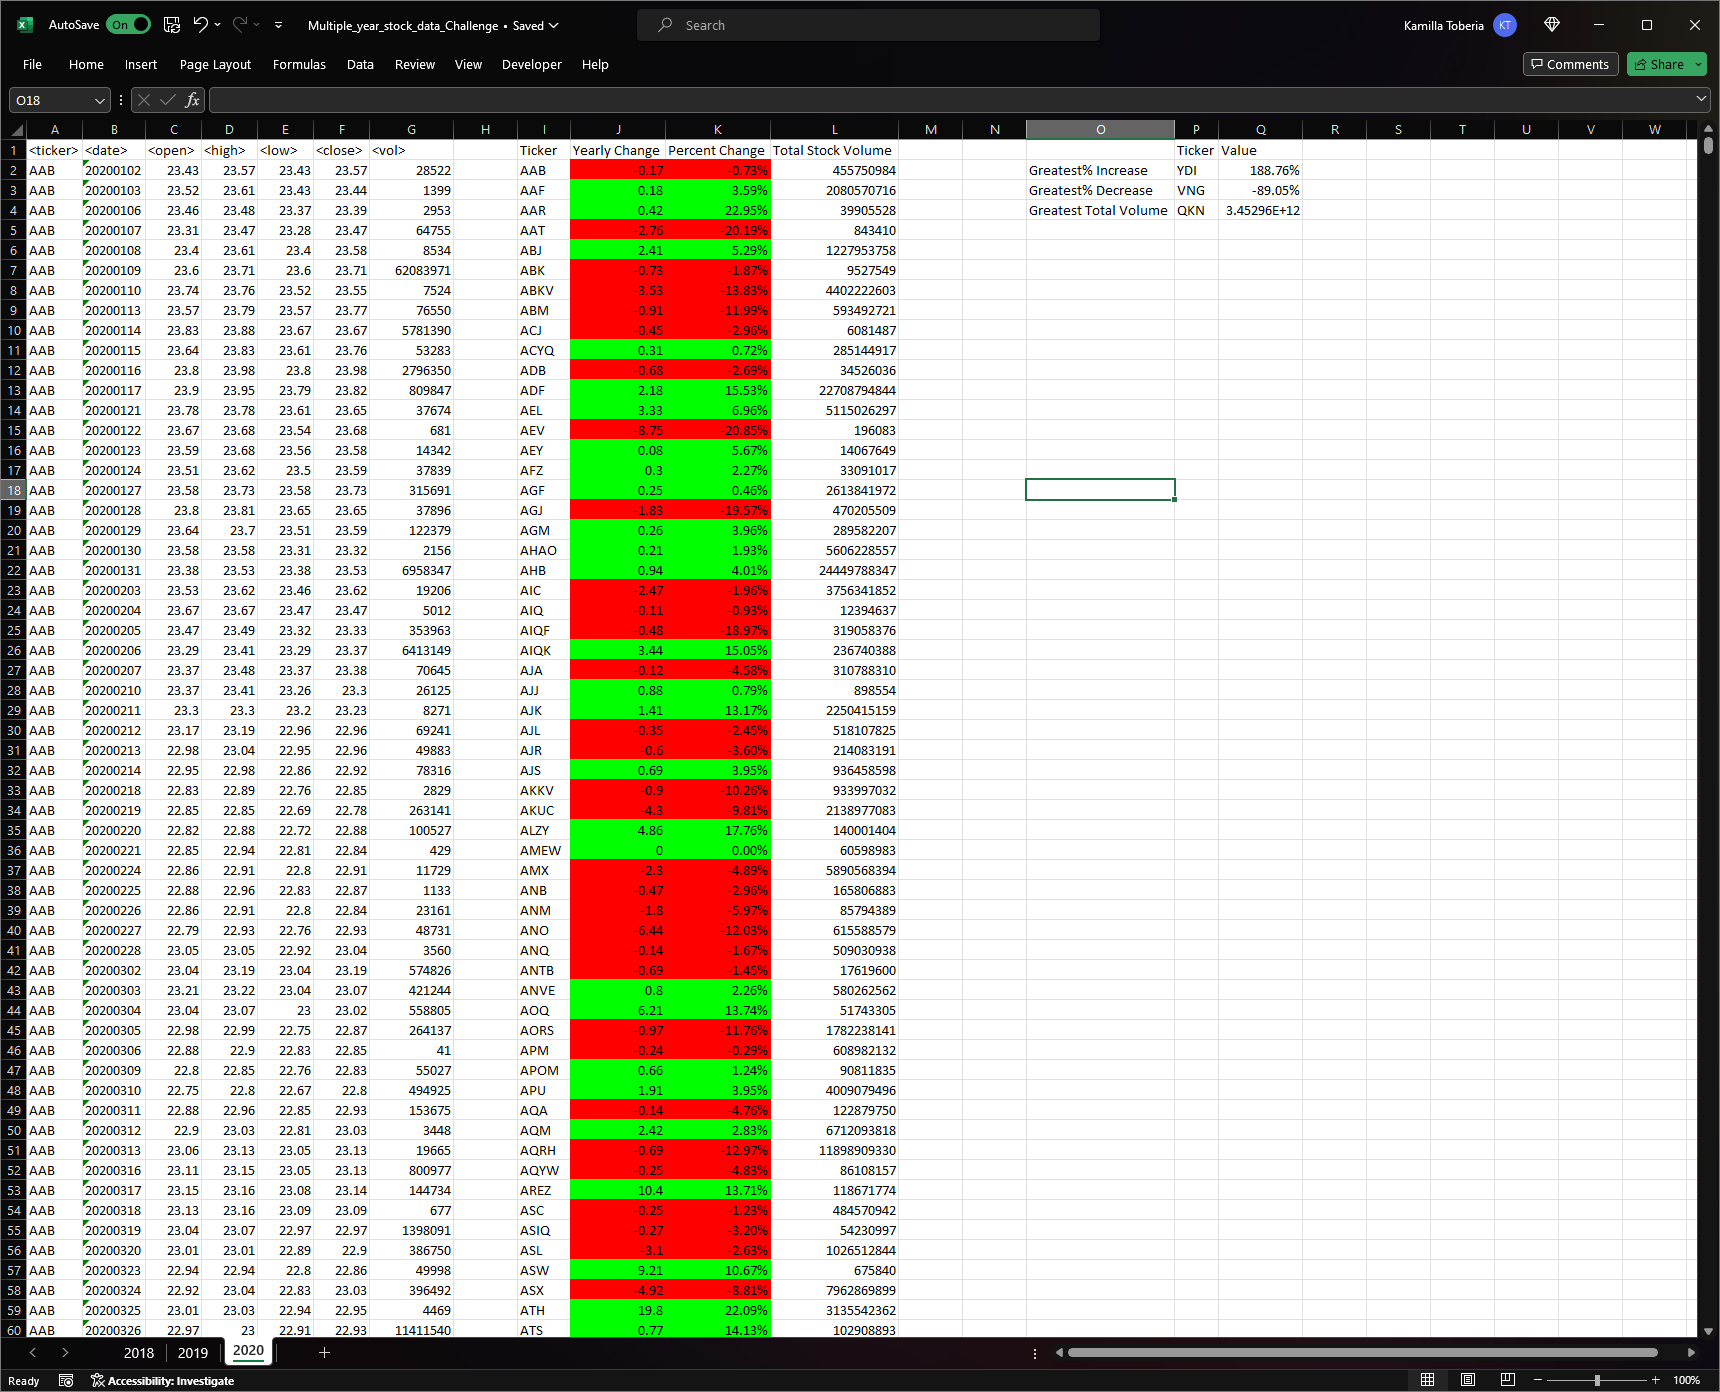 AutoSave On Multiple_year_stock_data_Challenge • Saved Search Kamilla Toberia KT
File Home Insert Page Layout Formulas Data Review View Developer Help Comments Share
O18 fx
A B C D E F G H I J K L M N O P Q R S T U V W
1 <ticker> <date> <open> <high> <low> <close> <vol> Ticker Yearly Change Percent Change Total Stock Volume Ticker Value
2 AAB 20200102 23.43 23.57 23.43 23.57 28522 AAB -0.17 -0.73% 455750984 Greatest% Increase YDI 188.76%
3 AAB 20200103 23.52 23.61 23.43 23.44 1399 AAF 0.18 3.59% 2080570716 Greatest% Decrease VNG -89.05%
4 AAB 20200106 23.46 23.48 23.37 23.39 2953 AAR 0.42 22.95% 39905528 Greatest Total Volume QKN 3.45296E+12
5 AAB 20200107 23.31 23.47 23.28 23.47 64755 AAT -2.76 -20.19% 843410
6 AAB 20200108 23.4 23.61 23.4 23.58 8534 ABJ 2.41 5.29% 1227953758
7 AAB 20200109 23.6 23.71 23.6 23.71 62083971 ABK -0.73 -1.87% 9527549
8 AAB 20200110 23.74 23.76 23.52 23.55 7524 ABKV -3.53 -13.83% 4402222603
9 AAB 20200113 23.57 23.79 23.57 23.77 76550 ABM -0.91 -11.99% 593492721
10 AAB 20200114 23.83 23.88 23.67 23.67 5781390 ACJ -0.45 -2.96% 6081487
11 AAB 20200115 23.64 23.83 23.61 23.76 53283 ACYQ 0.31 0.72% 285144917
12 AAB 20200116 23.8 23.98 23.8 23.98 2796350 ADB -0.68 -2.69% 34526036
13 AAB 20200117 23.9 23.95 23.79 23.82 809847 ADF 2.18 15.53% 22708794844
14 AAB 20200121 23.78 23.78 23.61 23.65 37674 AEL 3.33 6.96% 5115026297
15 AAB 20200122 23.67 23.68 23.54 23.68 681 AEV -8.75 -20.85% 196083
16 AAB 20200123 23.59 23.68 23.56 23.58 14342 AEY 0.08 5.67% 14067649
17 AAB 20200124 23.51 23.62 23.5 23.59 37839 AFZ 0.3 2.27% 33091017
18 AAB 20200127 23.58 23.73 23.58 23.73 315691 AGF 0.25 0.46% 2613841972
19 AAB 20200128 23.8 23.81 23.65 23.65 37896 AGJ -1.83 -19.57% 470205509
20 AAB 20200129 23.64 23.7 23.51 23.59 122379 AGM 0.26 3.96% 289582207
21 AAB 20200130 23.58 23.58 23.31 23.32 2156 AHAO 0.21 1.93% 5606228557
22 AAB 20200131 23.38 23.53 23.38 23.53 6958347 AHB 0.94 4.01% 24449788347
23 AAB 20200203 23.53 23.62 23.46 23.62 19206 AIC -2.47 -1.96% 3756341852
24 AAB 20200204 23.67 23.67 23.47 23.47 5012 AIQ -0.11 -0.93% 12394637
25 AAB 20200205 23.47 23.49 23.32 23.33 353963 AIQF -0.48 -18.97% 319058376
26 AAB 20200206 23.29 23.41 23.29 23.37 6413149 AIQK 3.44 15.05% 236740388
27 AAB 20200207 23.37 23.48 23.37 23.38 70645 AJA -0.12 -4.58% 310788310
28 AAB 20200210 23.37 23.41 23.26 23.3 26125 AJJ 0.88 0.79% 898554
29 AAB 20200211 23.3 23.3 23.2 23.23 8271 AJK 1.41 13.17% 2250415159
30 AAB 20200212 23.17 23.19 22.96 22.96 69241 AJL -0.35 -2.45% 518107825
31 AAB 20200213 22.98 23.04 22.95 22.96 49883 AJR -0.6 -3.60% 214083191
32 AAB 20200214 22.95 22.98 22.86 22.92 78316 AJS 0.69 3.95% 936458598
33 AAB 20200218 22.83 22.89 22.76 22.85 2829 AKKV -0.9 -10.26% 933997032
34 AAB 20200219 22.85 22.85 22.69 22.78 263141 AKUC -4.3 -9.81% 2138977083
35 AAB 20200220 22.82 22.88 22.72 22.88 100527 ALZY 4.86 17.76% 140001404
36 AAB 20200221 22.85 22.94 22.81 22.84 429 AMEW 0 0.00% 60598983
37 AAB 20200224 22.86 22.91 22.8 22.91 11729 AMX -2.3 -4.89% 5890568394
38 AAB 20200225 22.88 22.96 22.83 22.87 1133 ANB -0.47 -2.96% 165806883
39 AAB 20200226 22.86 22.91 22.8 22.84 23161 ANM -1.8 -5.97% 85794389
40 AAB 20200227 22.79 22.93 22.76 22.93 48731 ANO -6.44 -12.03% 615588579
41 AAB 20200228 23.05 23.05 22.92 23.04 3560 ANQ -0.14 -1.67% 509030938
42 AAB 20200302 23.04 23.19 23.04 23.19 574826 ANTB -0.69 -1.45% 17619600
43 AAB 20200303 23.21 23.22 23.04 23.07 421244 ANVE 0.8 2.26% 580262562
44 AAB 20200304 23.04 23.07 23 23.02 558805 AOQ 6.21 13.74% 51743305
45 AAB 20200305 22.98 22.99 22.75 22.87 264137 AORS -0.97 -11.76% 1782238141
46 AAB 20200306 22.88 22.9 22.83 22.85 41 APM -0.24 -0.29% 608982132
47 AAB 20200309 22.8 22.85 22.76 22.83 55027 APOM 0.66 1.24% 90811835
48 AAB 20200310 22.75 22.8 22.67 22.8 494925 APU 1.91 3.95% 4009079496
49 AAB 20200311 22.88 22.96 22.85 22.93 153675 AQA -0.14 -4.76% 122879750
50 AAB 20200312 22.9 23.03 22.81 23.03 3448 AQM 2.42 2.83% 6712093818
51 AAB 20200313 23.06 23.13 23.05 23.13 19665 AQRH -0.69 -12.97% 11898909330
52 AAB 20200316 23.11 23.15 23.05 23.13 800977 AQYW -0.25 -4.83% 86108157
53 AAB 20200317 23.15 23.16 23.08 23.14 144734 AREZ 10.4 13.71% 118671774
54 AAB 20200318 23.13 23.16 23.09 23.09 677 ASC -0.25 -1.23% 484570942
55 AAB 20200319 23.04 23.07 22.97 22.97 1398091 ASIQ -0.27 -3.20% 54230997
56 AAB 20200320 23.01 23.01 22.89 22.9 386750 ASL -3.1 -2.63% 1026512844
57 AAB 20200323 22.94 22.94 22.8 22.86 49998 ASW 9.21 10.67% 675840
58 AAB 20200324 22.92 23.04 22.83 23.03 396492 ASX -4.92 -8.81% 7962869899
59 AAB 20200325 23.01 23.03 22.94 22.95 4469 ATH 19.8 22.09% 3135542362
60 AAB 20200326 22.97 23 22.91 22.93 11411540 ATS 0.77 14.13% 102908893
2018 2019 2020
Ready Accessibility: Investigate 100%